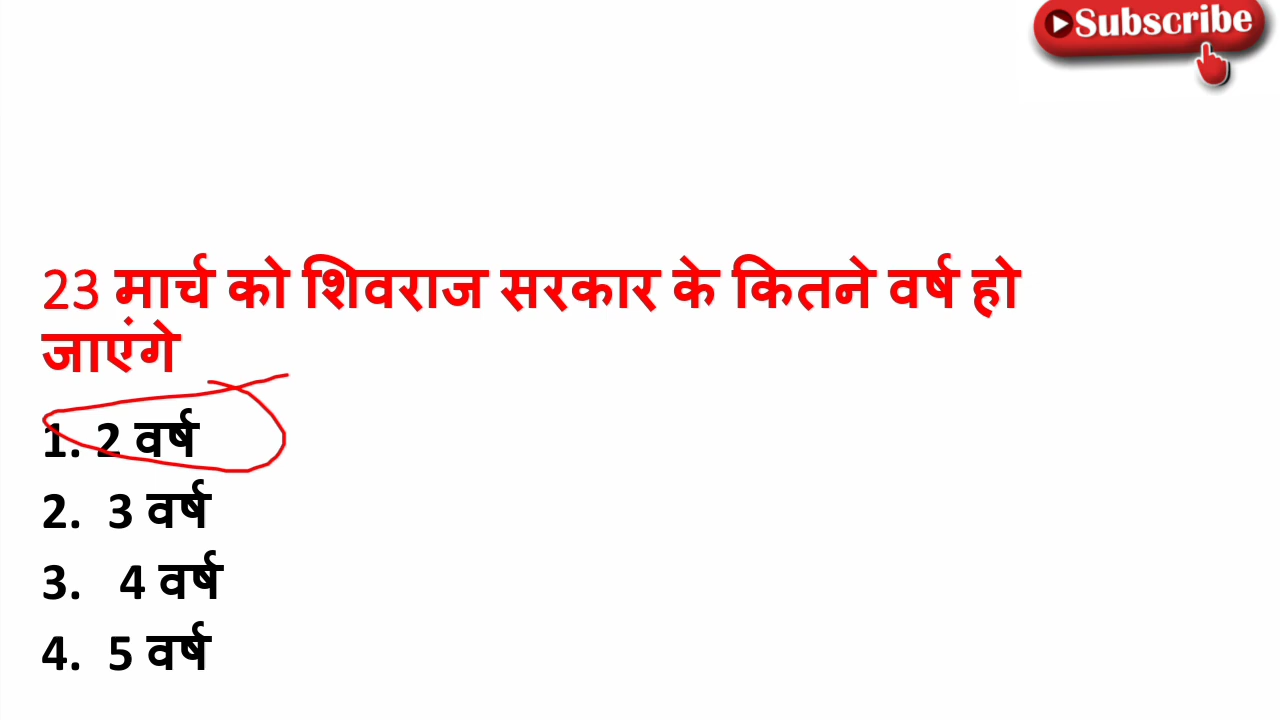 Subscribe
23 मार्च को शिवराज सरकार के कितने वर्ष हो
जाएंगे
1. 2 वर्ष
2. 3 वर्ष
3. 4 वर्ष
4. 5 वर्ष